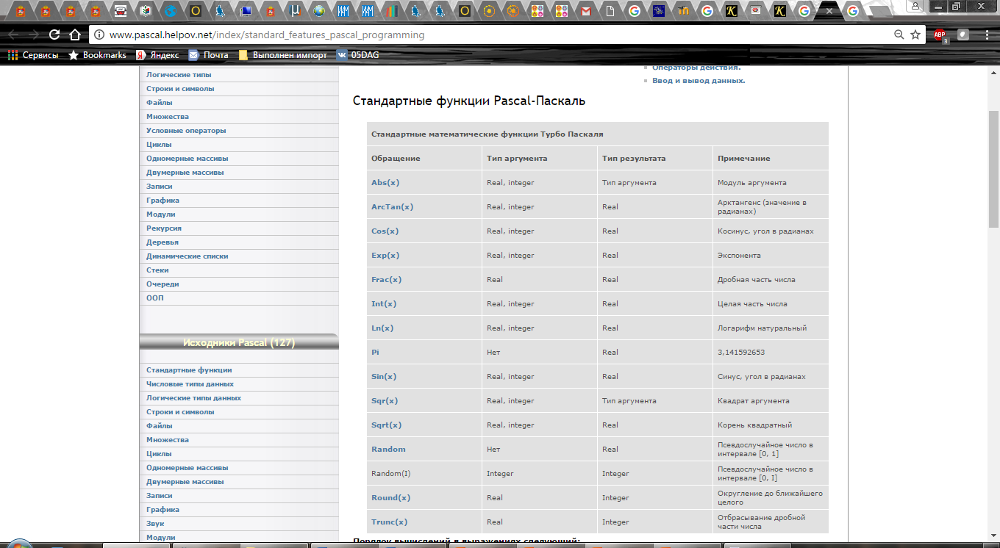 www.pascal.helpov.net/index/standard_features_pascal_programming
ABP
3
Сервисы
Bookmarks
Яндекс
Почта
Выполнен импорт
05DAG
Логические типы
Строки и символы
Файлы
Множества
Условные операторы
Циклы
Одномерные массивы
Двумерные массивы
Записи
Графика
Модули
Рекурсия
Деревья
Динамические списки
Стеки
Очереди
ООП
Исходники Pascal (127)
Стандартные функции
Числовые типы данных
Логические типы данных
Строки и символы
Файлы
Множества
Циклы
Одномерные массивы
Двумерные массивы
Записи
Графика
Звук
Модули
Операторы действия.
Ввод и вывод данных.
Стандартные функции Pascal-Паскаль
Стандартные математические функции Турбо Паскаля
Обращение Тип аргумента Тип результата Примечание
Abs(x) Real, integer Тип аргумента Модуль аргумента
ArcTan(x) Real, integer Real Арктангенс (значение в
радианах)
Cos(x) Real, integer Real Косинус, угол в радианах
Exp(x) Real, integer Real Экспонента
Frac(x) Real Real Дробная часть числа
Int(x) Real, integer Real Целая часть числа
Ln(x) Real, integer Real Логарифм натуральный
Pi Нет Real 3,141592653
Sin(x) Real, integer Real Синус, угол в радианах
Sqr(x) Real, integer Тип аргумента Квадрат аргумента
Sqrt(x) Real, integer Real Корень квадратный
Random Нет Real Псевдослучайное число в
интервале [0, 1]
Random(I) Integer Integer Псевдослучайное число в
интервале [0, I]
Round(x) Real Integer Округление до ближайшего
целого
Trunc(x) Real Integer Отбрасывание дробной
части числа
Порядок вычислений в выражениях следующий: